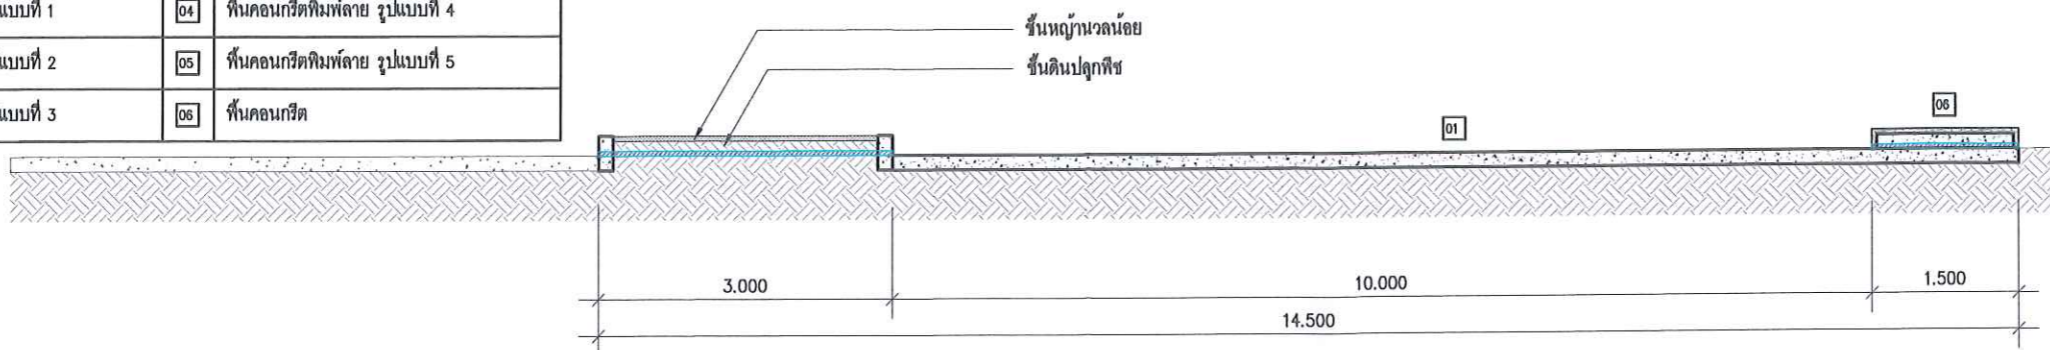 แบบที่ 1 04 พื้นคอนกรีตพิมพ์ลาย รูปแบบที่ 4
แบบที่ 2 05 พื้นคอนกรีตพิมพ์ลาย รูปแบบที่ 5
แบบที่ 3 06 พื้นคอนกรีต
ชั้นหญ้านวลน้อย
ชั้นดินปลูกพืช
01
06
3.000
10.000
1.500
14.500